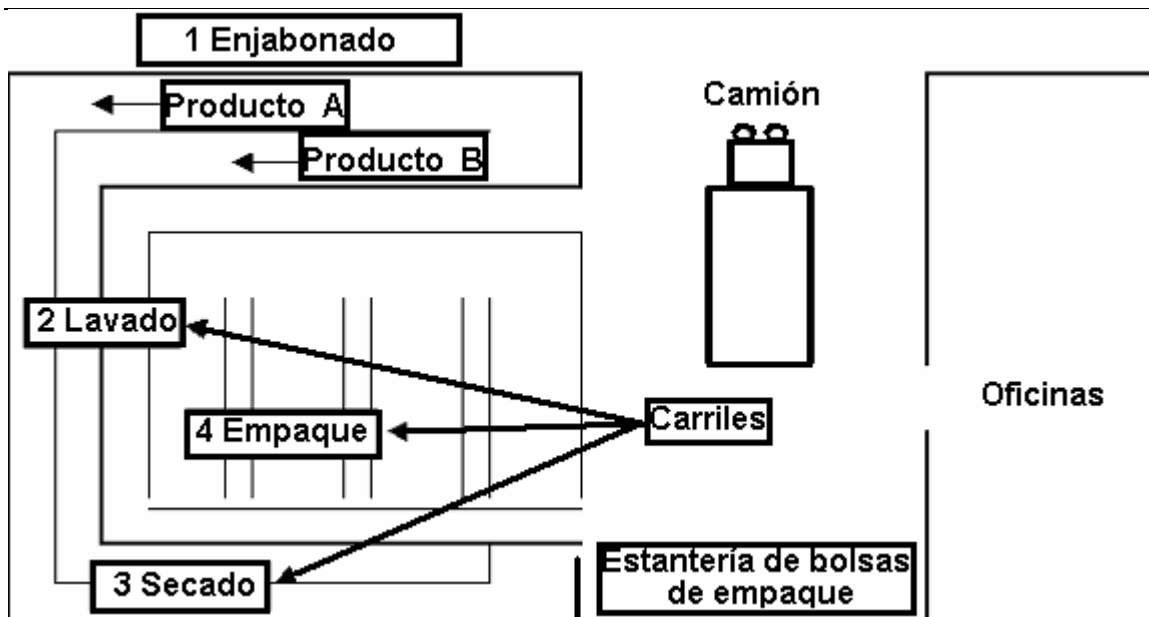 1 Enjabonado
Producto A
Camión
Producto B
2 Lavado
Oficinas
Carriles
4 Empaque
Estantería de bolsas
de empaque
3 Secado